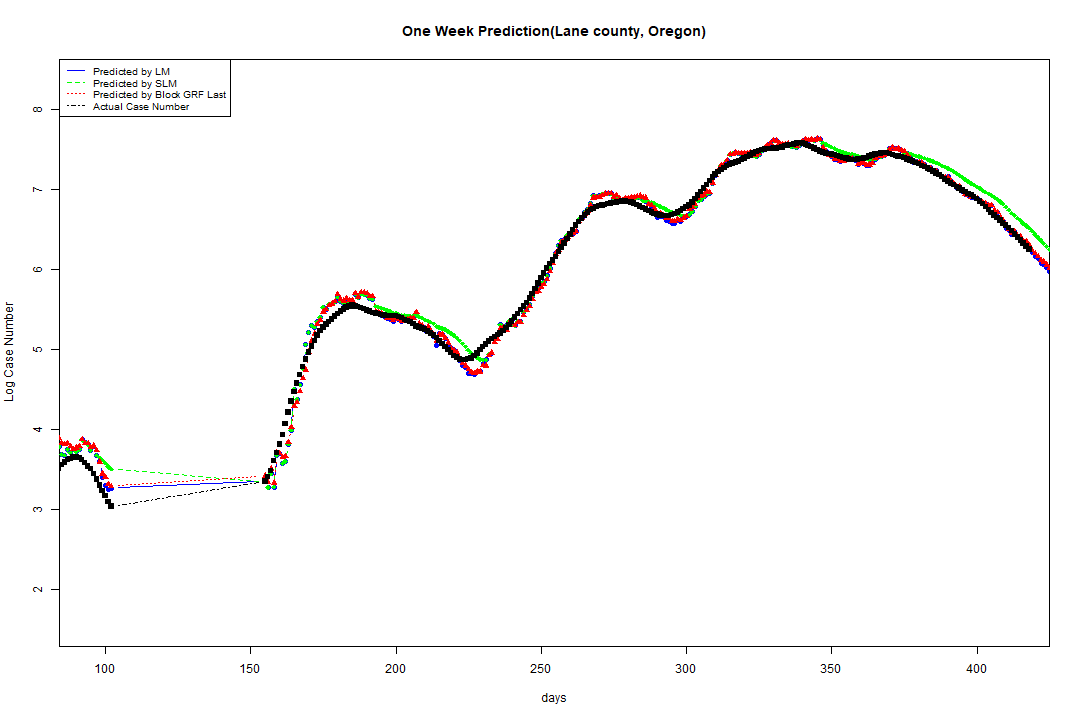 One Week Prediction(Lane county, Oregon)
Predicted by LM
Predicted by SLM
Predicted by Block GRF Last
Actual Case Number
8
7
6
5
4
3
2
Log Case Number
100 150 200 250 300 350 400
days